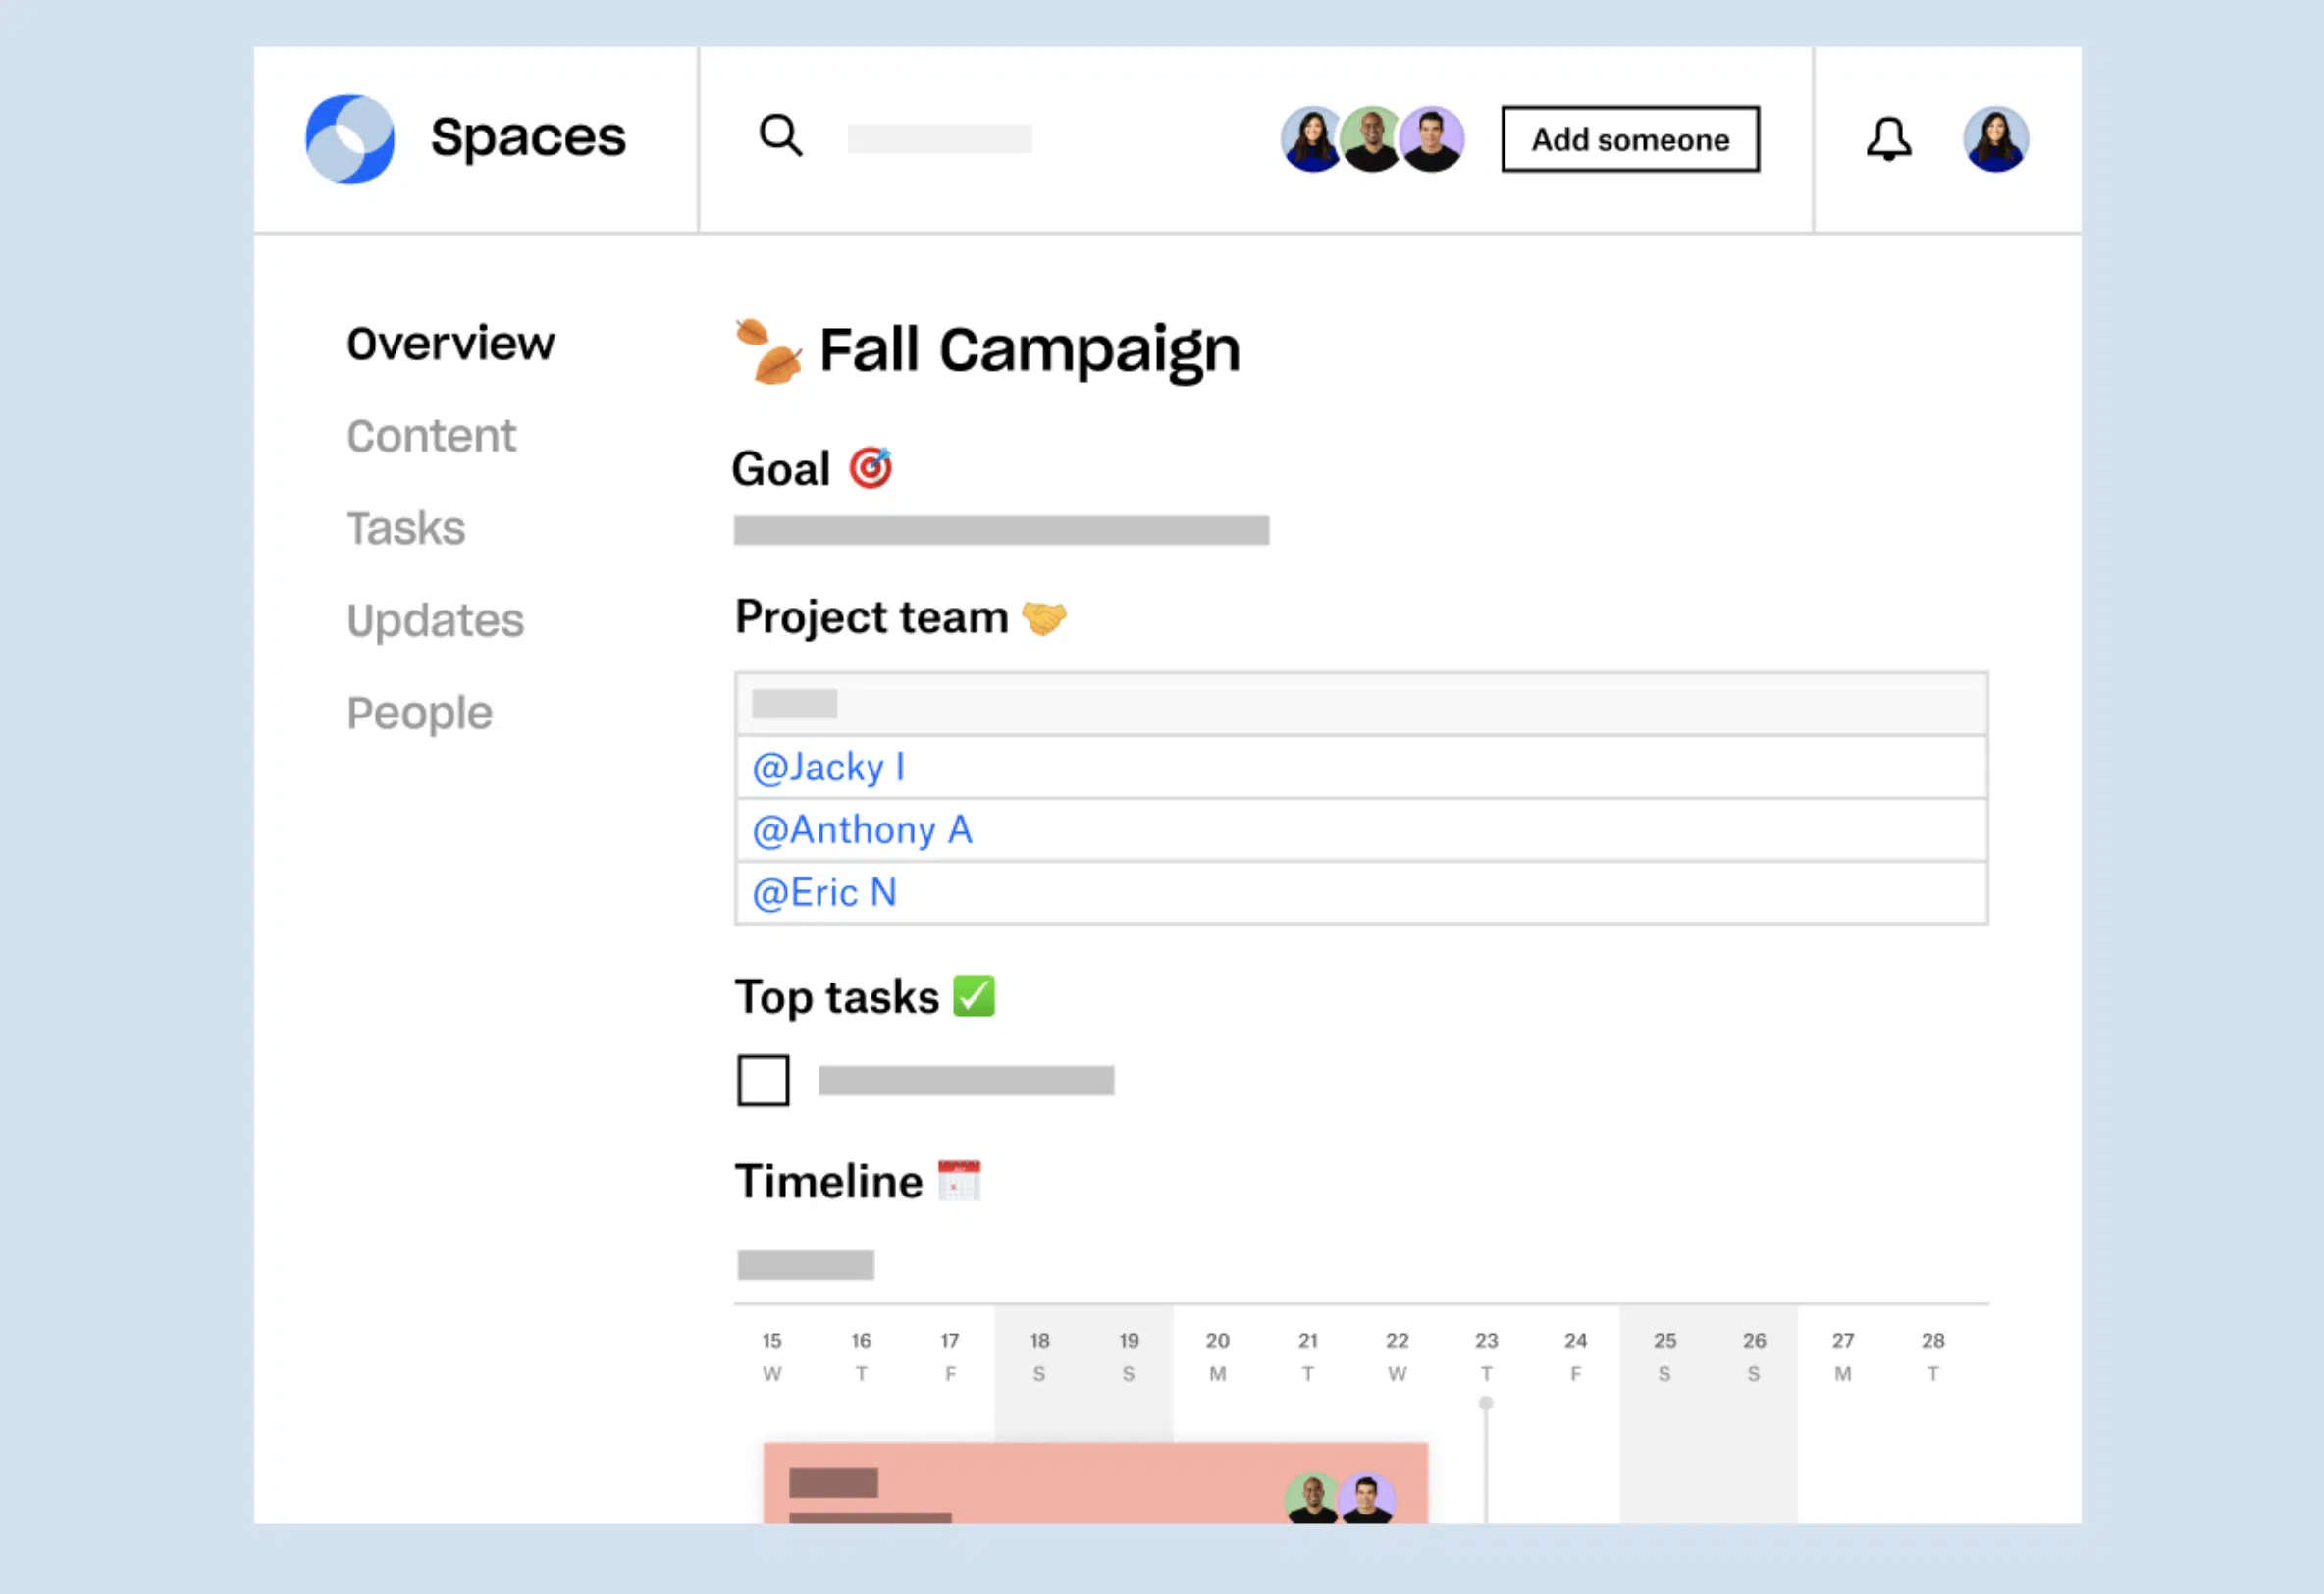 Spaces
Add someone
Overview
Content
Tasks
Updates
People
Fall Campaign
Goal
Project team
@Jacky I
@Anthony A
@Eric N
Top tasks
Timeline
15 16 17 18 19 20 21 22 23 24 25 26 27 28
W T F S S M T W T F S S M T